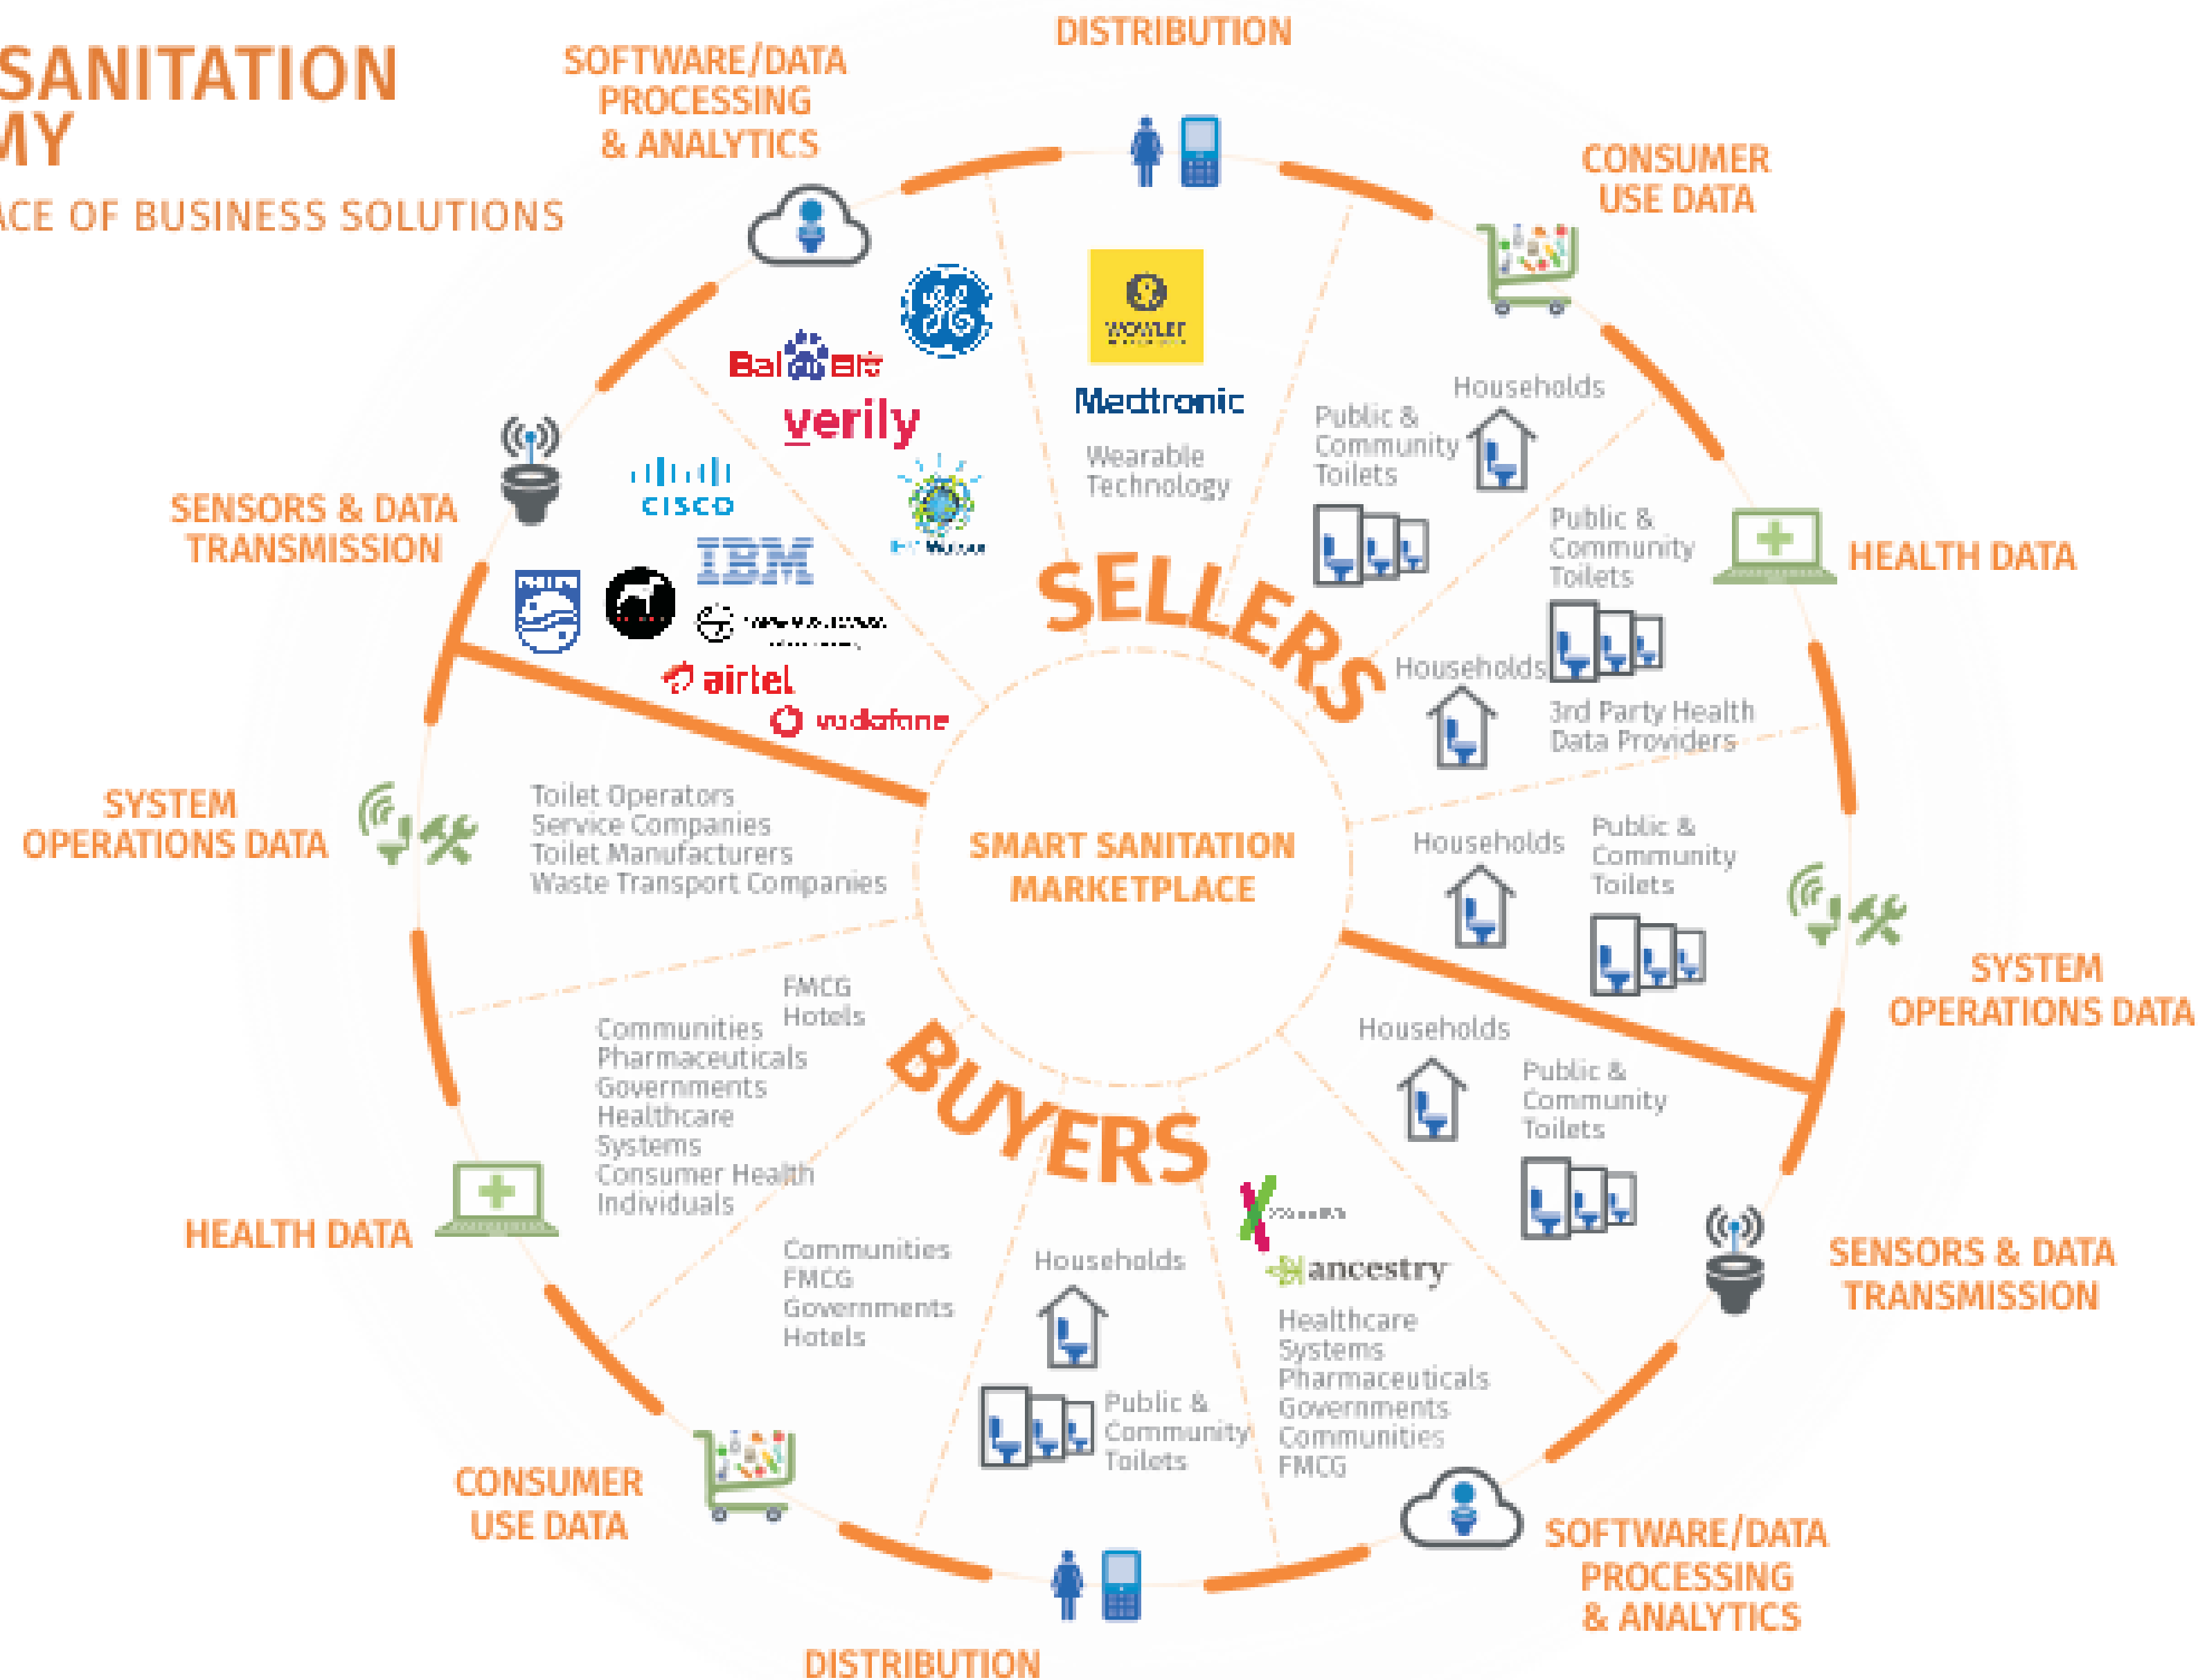 SANITATION
MY
ACE OF BUSINESS SOLUTIONS
SOFTWARE/DATA
PROCESSING
& ANALYTICS
DISTRIBUTION
CONSUMER
USE DATA
HEALTH DATA
SYSTEM
OPERATIONS DATA
SENSORS & DATA
TRANSMISSION
SOFTWARE/DATA
PROCESSING
& ANALYTICS
DISTRIBUTION
CONSUMER
USE DATA
HEALTH DATA
SYSTEM
OPERATIONS DATA
SENSORS & DATA
TRANSMISSION
SELLERS
SMART SANITATION
MARKETPLACE
BUYERS
GE
verily
CISCO
IBM
Watson
airtel
vodafone
WOWLET
Medtronic
Wearable
Technology
Households
Public &
Community
Toilets
Public &
Community
Toilets
Households
3rd Party Health
Data Providers
Households
Public &
Community
Toilets
Households
Public &
Community
Toilets
ancestry
Healthcare
Systems
Pharmaceuticals
Governments
Communities
FMCG
Households
Public &
Community
Toilets
Communities
FMCG
Governments
Hotels
FMCG
Hotels
Communities
Pharmaceuticals
Governments
Healthcare
Systems
Consumer Health
Individuals
Toilet Operators
Service Companies
Toilet Manufacturers
Waste Transport Companies